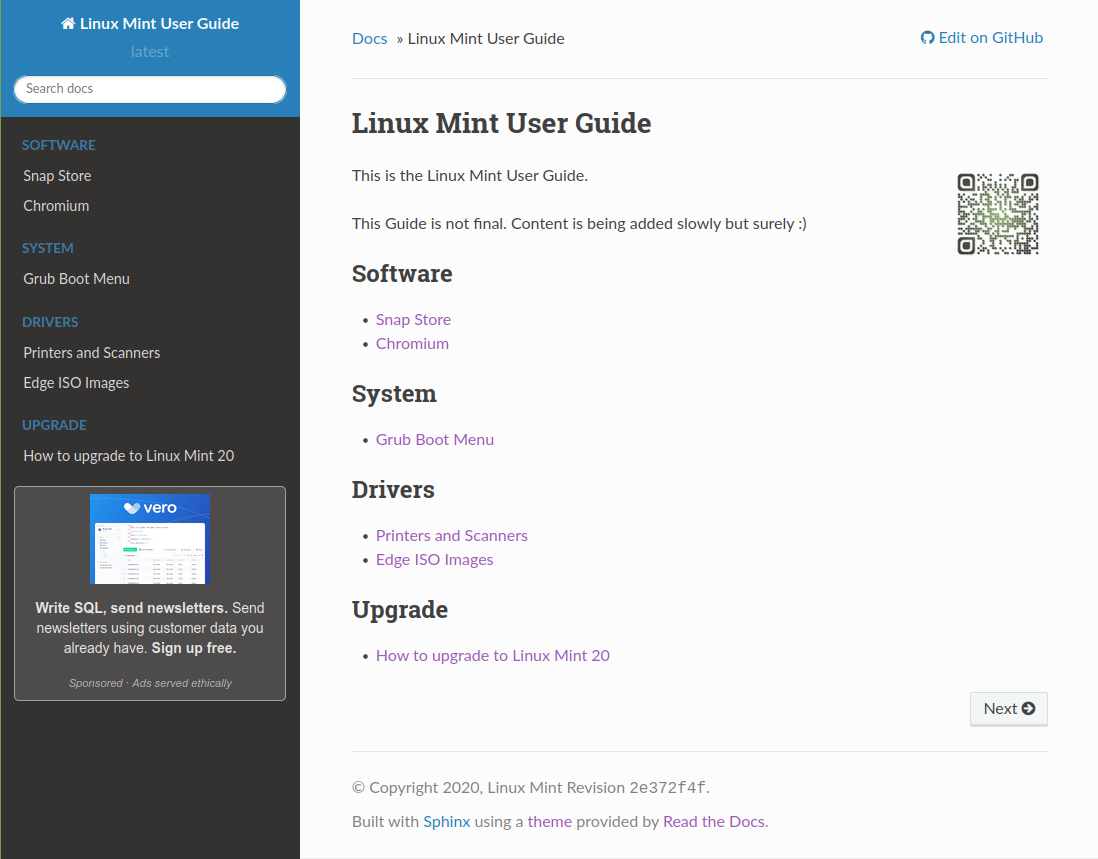 Linux Mint User Guide
latest
Search docs
SOFTWARE
Snap Store
Chromium
SYSTEM
Grub Boot Menu
DRIVERS
Printers and Scanners
Edge ISO Images
UPGRADE
How to upgrade to Linux Mint 20
vero
Write SQL, send newsletters. Send
newsletters using customer data you
already have. Sign up free.
Sponsored · Ads served ethically
Docs » Linux Mint User Guide
Edit on GitHub
Linux Mint User Guide
This is the Linux Mint User Guide.
This Guide is not final. Content is being added slowly but surely :)
Software
• Snap Store
• Chromium
System
• Grub Boot Menu
Drivers
• Printers and Scanners
• Edge ISO Images
Upgrade
• How to upgrade to Linux Mint 20
Next
© Copyright 2020, Linux Mint Revision 2e372f4f.
Built with Sphinx using a theme provided by Read the Docs.